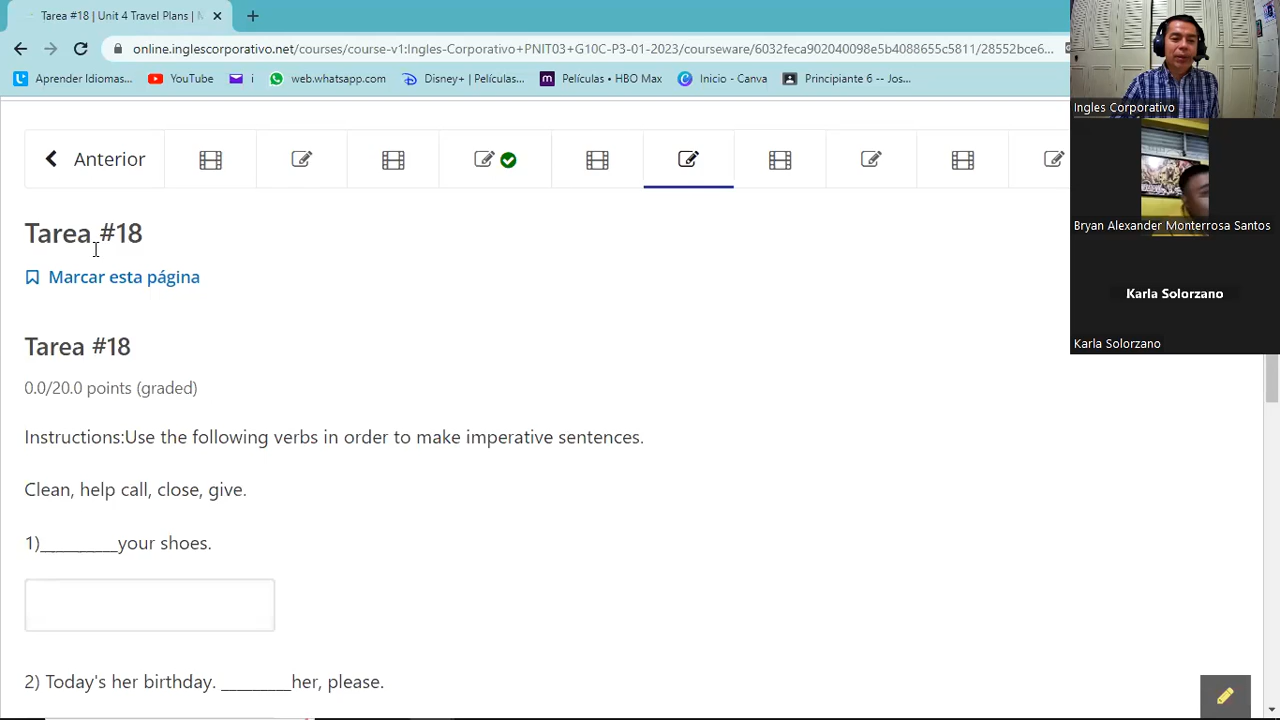 Tarea #18 | Unit 4 Travel Plans |
online.inglescorporativo.net/courses/course-v1:Ingles-Corporativo+PNIT03+G10C-P3-01-2023/courseware/
Aprender Idiomas...
YouTube
i
web.whatsapp.com
Disney+ | Películas...
Películas • HBO Max
Inicio - Canva
Principiante 6 -- Jos...
Ingles Corporativo
Anterior
Bryan Alexander Monterrosa Santos
Tarea #18
Marcar esta página
Karla Solorzano
Karla Solorzano
Tarea #18
0.0/20.0 points (graded)
Instructions:Use the following verbs in order to make imperative sentences.
Clean, help call, close, give.
1)__________your shoes.
2) Today's her birthday. _________her, please.